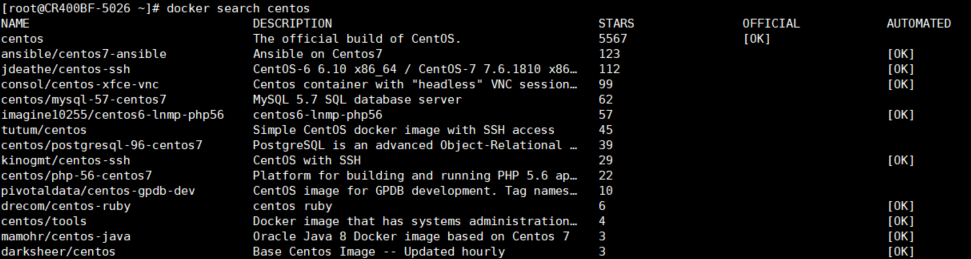 [root@CR400BF-5026 ~]# docker search centos
NAME DESCRIPTION STARS OFFICIAL AUTOMATED
centos The official build of CentOS. 5567 [OK]
ansible/centos7-ansible Ansible on Centos7 123 [OK]
jdeathe/centos-ssh CentOS-6 6.10 x86_64 / CentOS-7 7.6.1810 x86… 112 [OK]
consol/centos-xfce-vnc Centos container with "headless" VNC session… 99 [OK]
centos/mysql-57-centos7 MySQL 5.7 SQL database server 62
imagine10255/centos6-lnmp-php56 centos6-lnmp-php56 57 [OK]
tutum/centos Simple CentOS docker image with SSH access 45
centos/postgresql-96-centos7 PostgreSQL is an advanced Object-Relational … 39
kinogmt/centos-ssh CentOS with SSH 29 [OK]
centos/php-56-centos7 Platform for building and running PHP 5.6 ap… 22
pivotaldata/centos-gpdb-dev CentOS image for GPDB development. Tag names… 10
drecom/centos-ruby centos ruby 6 [OK]
centos/tools Docker image that has systems administration… 4 [OK]
mamohr/centos-java Oracle Java 8 Docker image based on Centos 7 3 [OK]
darksheer/centos Base Centos Image -- Updated hourly 3 [OK]